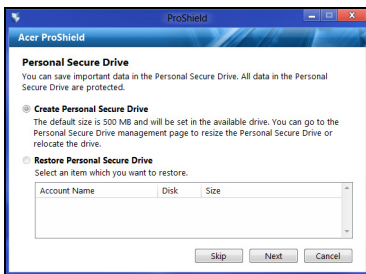 ProShield
Acer ProShield
Personal Secure Drive
You can save important data in the Personal Secure Drive. All data in the Personal
Secure Drive are protected.
Create Personal Secure Drive
The default size is 500 MB and will be set in the available drive. You can go to the
Personal Secure Drive management page to resize the Personal Secure Drive or
relocate the drive.
Restore Personal Secure Drive
Select an item which you want to restore.
Account Name Disk Size
Skip Next Cancel